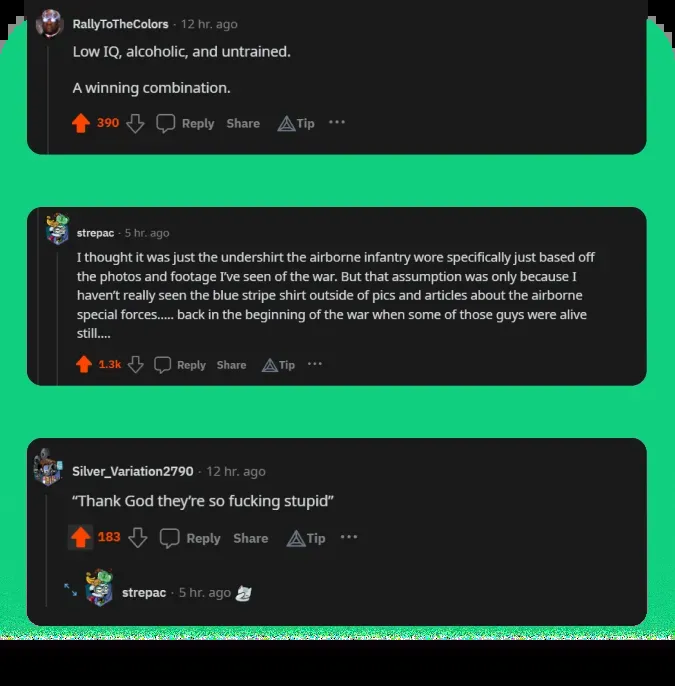 RallyToTheColors · 12 hr. ago
Low IQ, alcoholic, and untrained.
A winning combination.
390 Reply Share Tip ...
strepac · 5 hr. ago
I thought it was just the undershirt the airborne infantry wore specifically just based off
the photos and footage I've seen of the war. But that assumption was only because I
haven't really seen the blue stripe shirt outside of pics and articles about the airborne
special forces..... back in the beginning of the war when some of those guys were alive
still....
1.3k Reply Share Tip ...
Silver_Variation2790 · 12 hr. ago
“Thank God they're so fucking stupid”
183 Reply Share Tip ...
strepac · 5 hr. ago